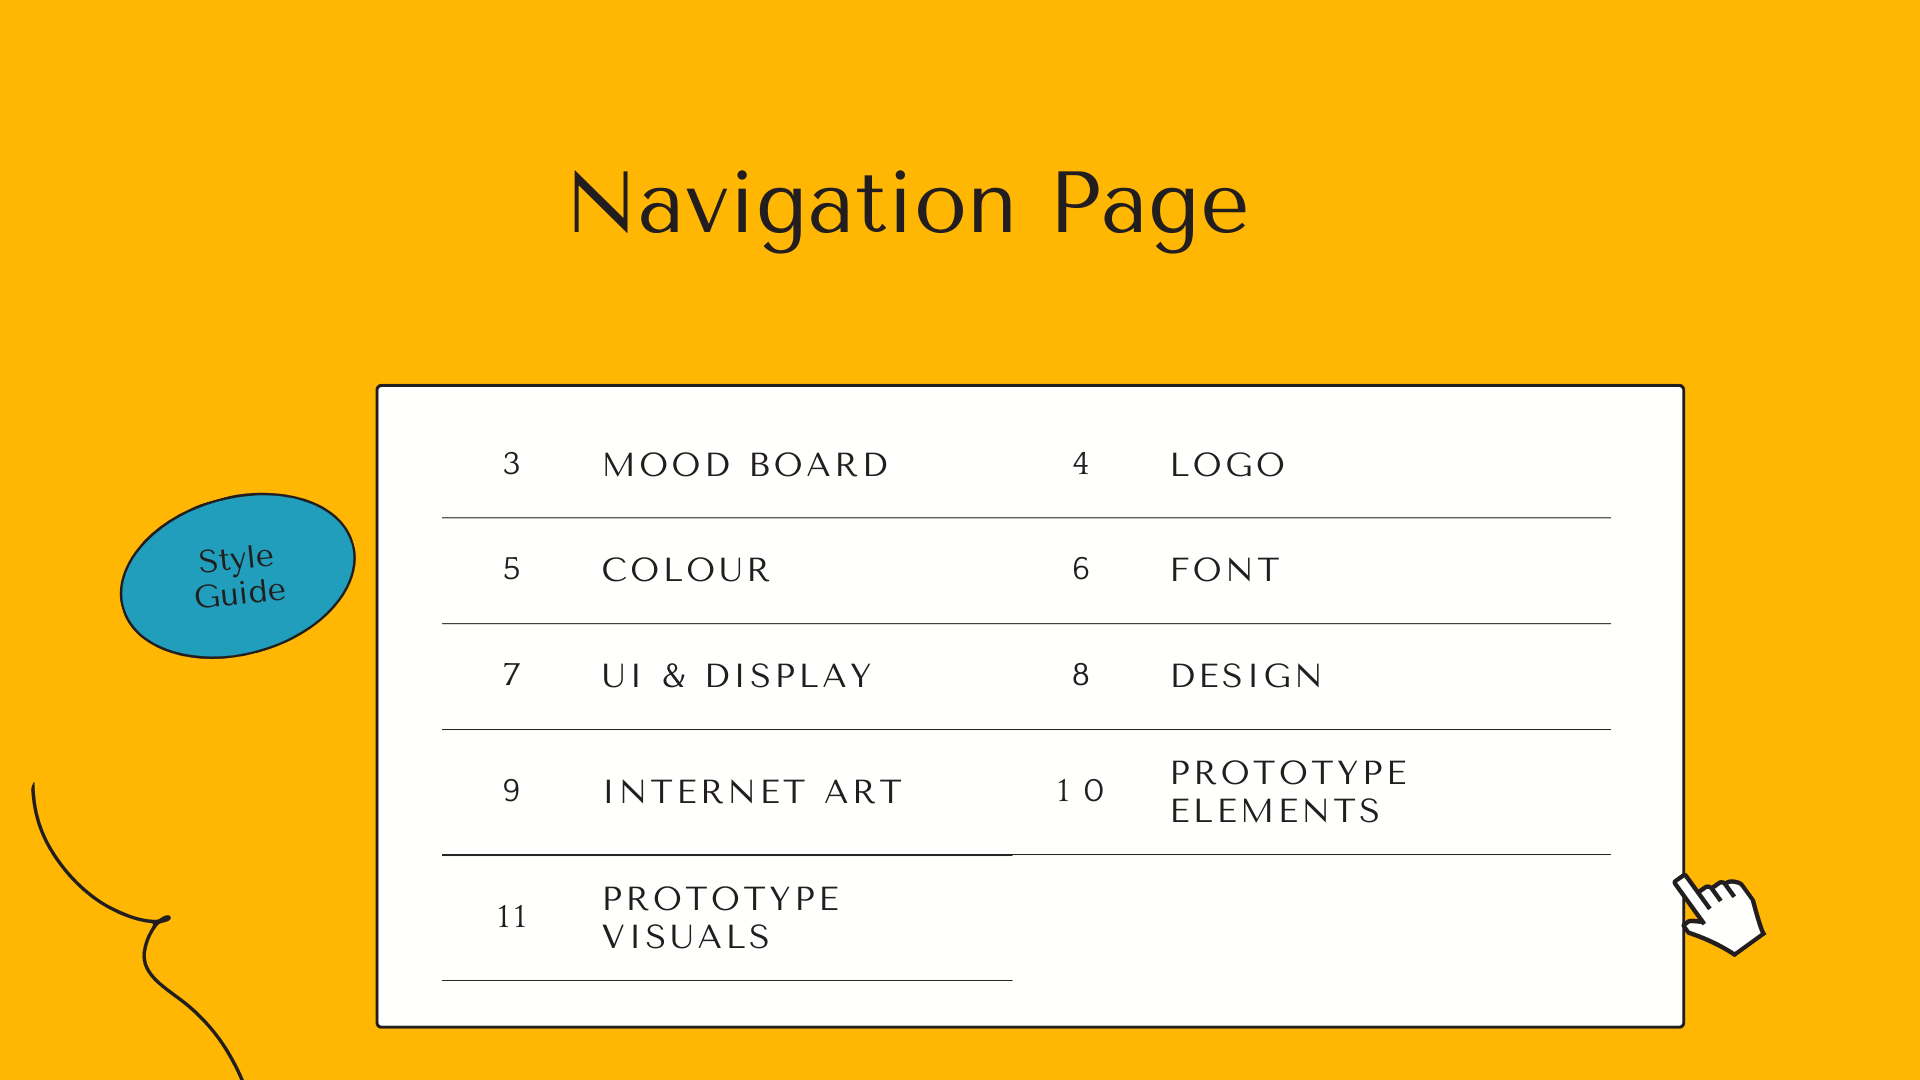 Navigation Page
Style
Guide
3 MOOD BOARD 4 LOGO
5 COLOUR 6 FONT
7 UI & DISPLAY 8 DESIGN
9 INTERNET ART 10 PROTOTYPE
ELEMENTS
11 PROTOTYPE
VISUALS